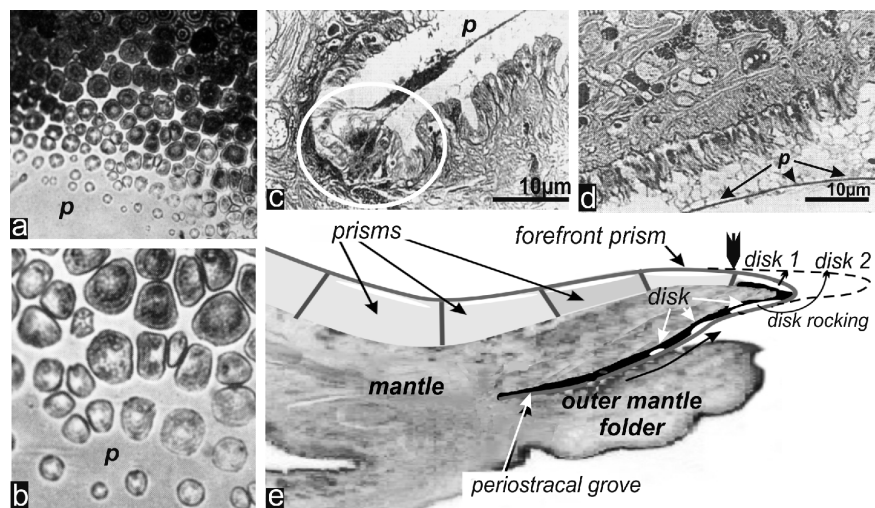 p
a
p
b
p
10µm
c
p
10µm
d
prisms
forefront prism
disk 1
disk 2
disk
disk rocking
mantle
outer mantle
folder
periostracal grove
e